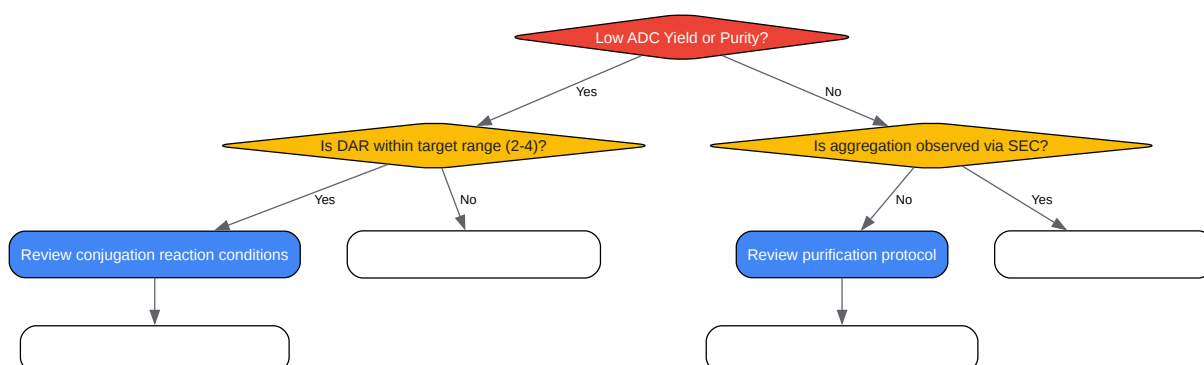 Low ADC Yield or Purity?
Yes
No
Is DAR within target range (2-4)?
Is aggregation observed via SEC?
Yes
No
No
Yes
Review conjugation reaction conditions
Review purification protocol